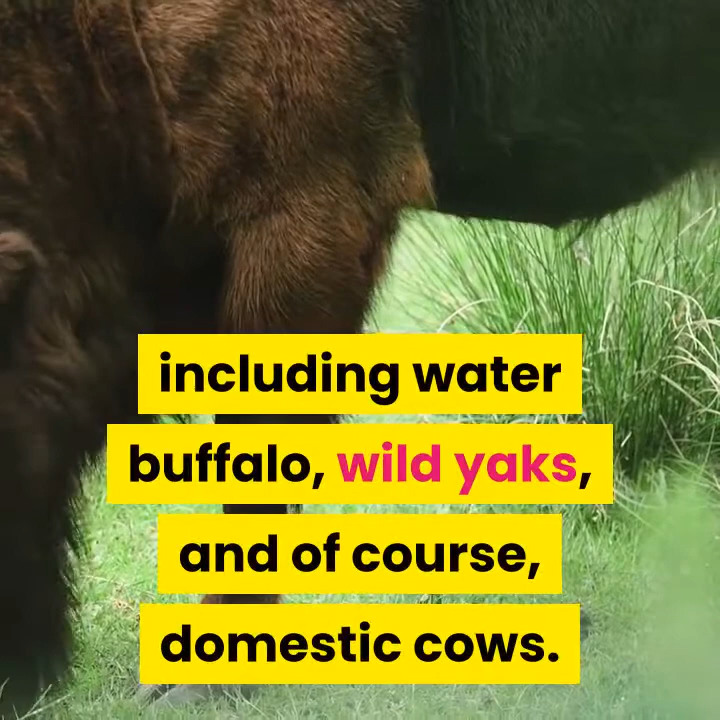 including water
buffalo, wild yaks,
and of course,
domestic cows.